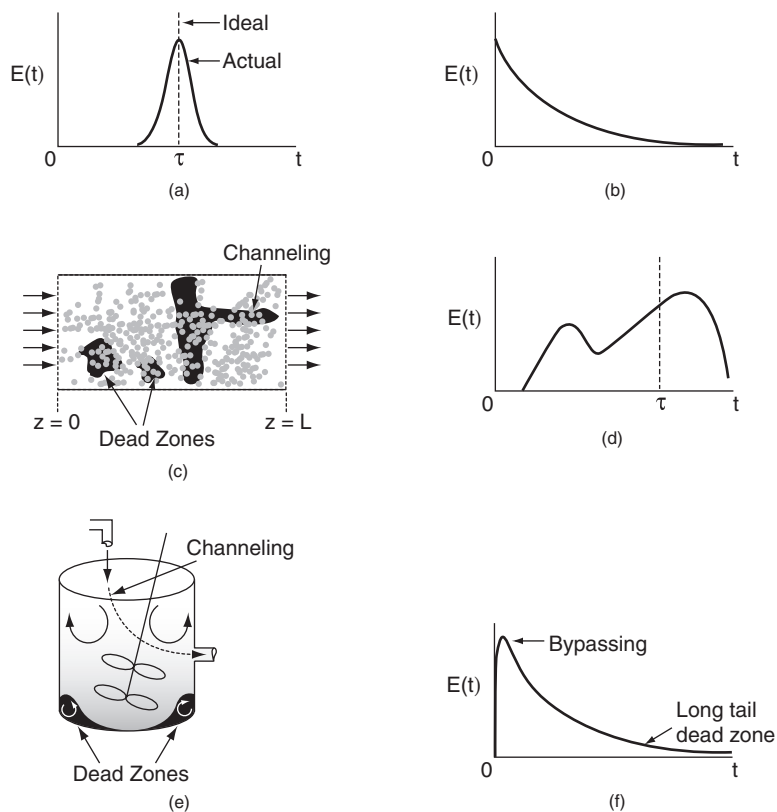 Ideal
Actual
E(t)
0
τ
t
(a)
E(t)
0
t
(b)
Channeling
z = 0
z = L
Dead Zones
(c)
E(t)
0
τ
t
(d)
Channeling
Dead Zones
(e)
Bypassing
E(t)
Long tail
dead zone
0
t
(f)